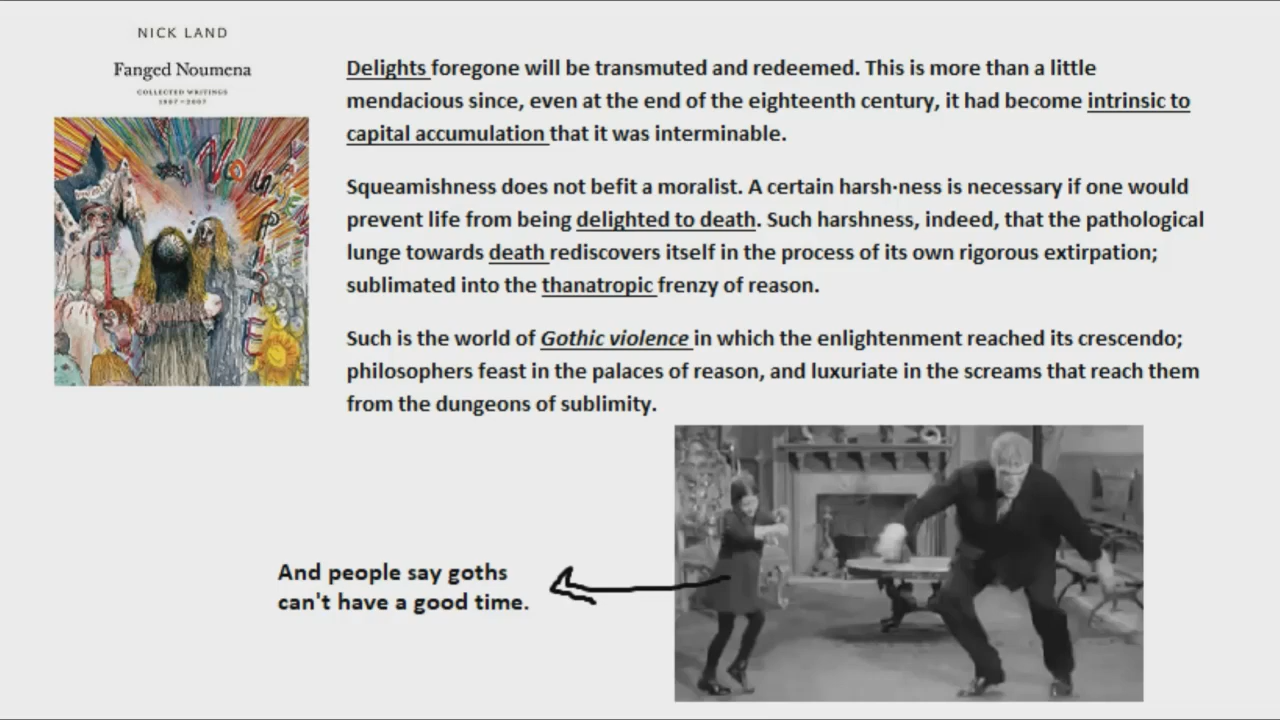 NICK LAND
Fanged Noumena
COLLECTED WRITINGS
1987-2007
Delights foregone will be transmuted and redeemed. This is more than a little
mendacious since, even at the end of the eighteenth century, it had become intrinsic to
capital accumulation that it was interminable.
Squeamishness does not befit a moralist. A certain harsh·ness is necessary if one would
prevent life from being delighted to death. Such harshness, indeed, that the pathological
lunge towards death rediscovers itself in the process of its own rigorous extirpation;
sublimated into the thanatropic frenzy of reason.
Such is the world of Gothic violence in which the enlightenment reached its crescendo;
philosophers feast in the palaces of reason, and luxuriate in the screams that reach them
from the dungeons of sublimity.
And people say goths
can't have a good time.